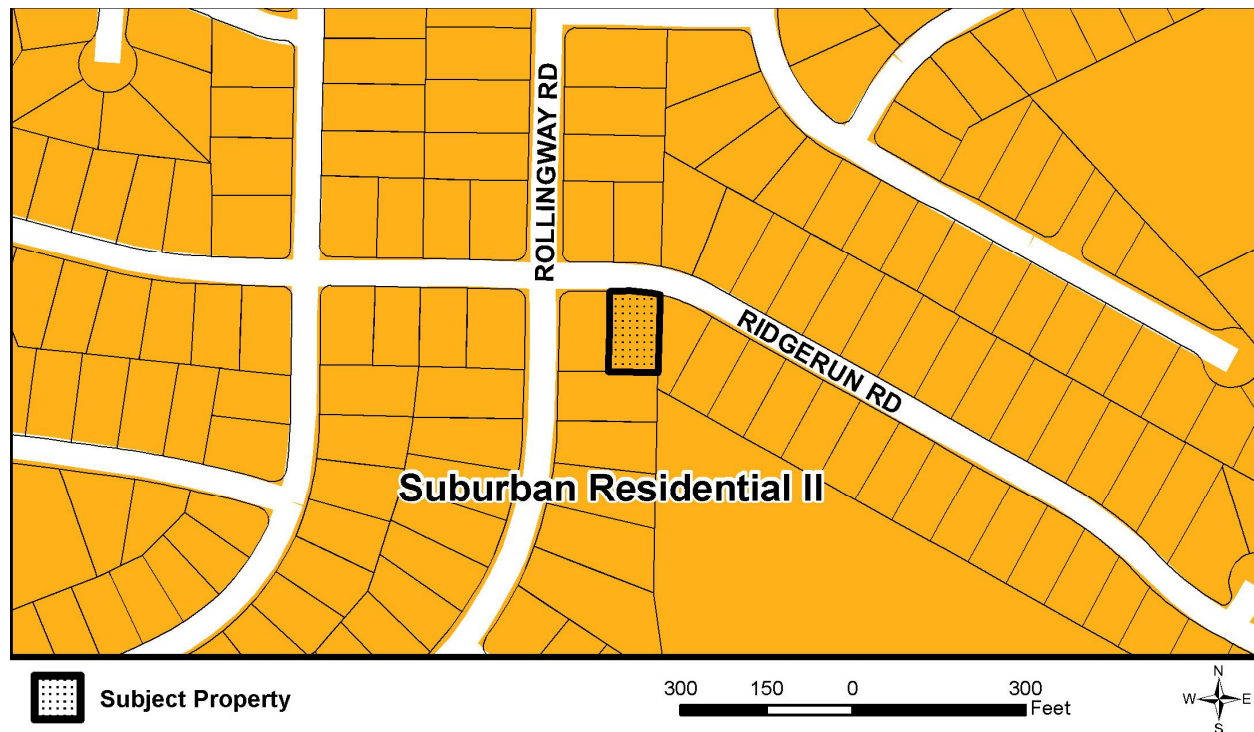 ROLLINGWAY RD
RIDGERUN RD
Suburban Residential II
Subject Property
300 150 0 300
Feet
N
W E
S